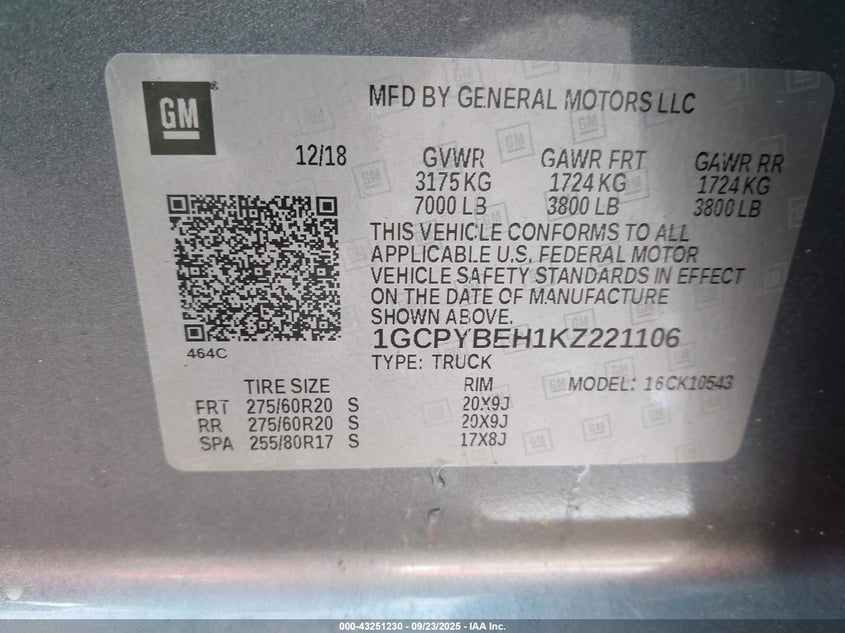 GM
MFD BY GENERAL MOTORS LLC
12/18
GVWR GAWR FRT GAWR RR
3175 KG 1724 KG 1724 KG
7000 LB 3800 LB 3800 LB
THIS VEHICLE CONFORMS TO ALL
APPLICABLE U.S. FEDERAL MOTOR
VEHICLE SAFETY STANDARDS IN EFFECT
ON THE DATE OF MANUFACTURE
SHOWN ABOVE.
1GCPYBEH1KZ221106
TYPE: TRUCK
464C
TIRE SIZE RIM MODEL: 16CK10543
FRT 275/60R20 S 20X9J
RR 275/60R20 S 20X9J
SPA 255/80R17 S 17X8J
000-43251230 - 09/23/2025 - IAA Inc.